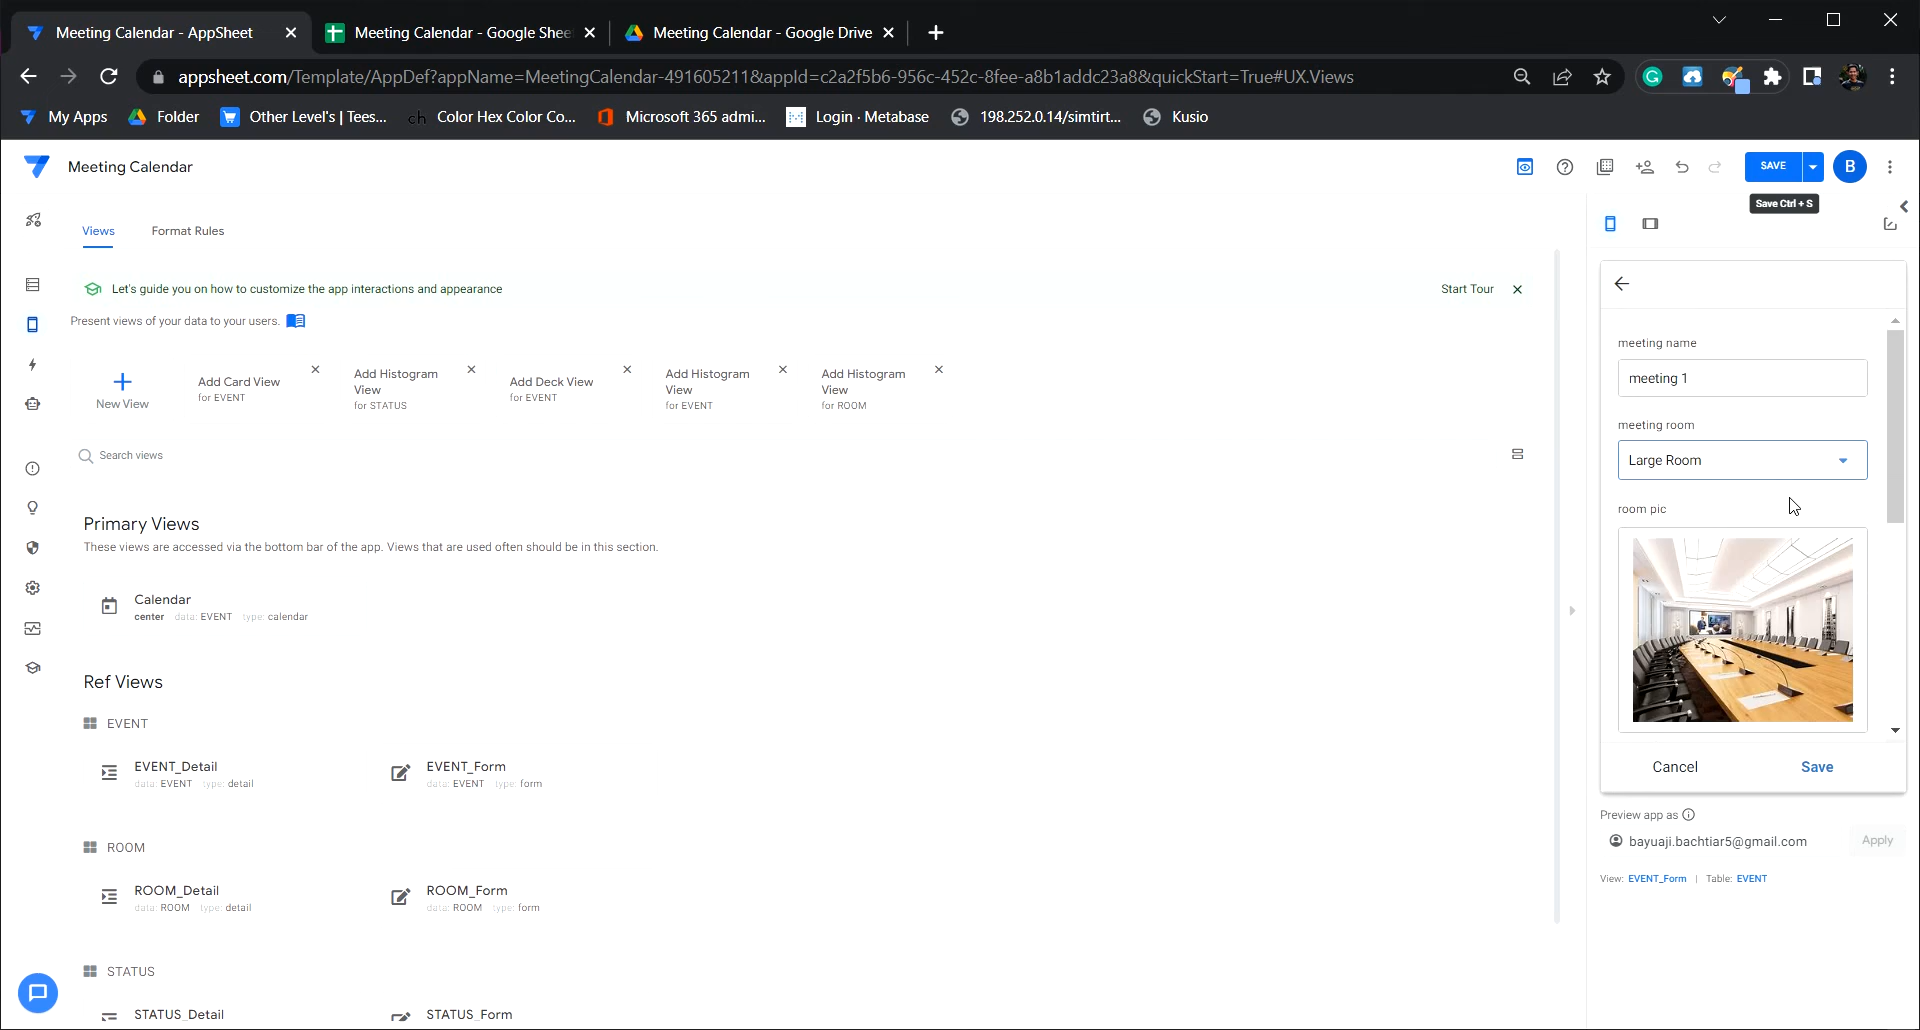 Meeting Calendar - AppSheet
Meeting Calendar - Google Shee
Meeting Calendar - Google Drive
appsheet.com/Template/AppDef?appName=MeetingCalendar-491605211&appId=c2a2f5b6-956c-452c-8fee-a8b1addc23a8&quickStart=True#UX.Views
My Apps
Folder
Other Level's | Tees...
ch Color Hex Color Co...
Microsoft 365 admi...
Login · Metabase
198.252.0.14/simtirt...
Kusio
Meeting Calendar
SAVE
B
Save Ctrl + S
Views
Format Rules
Let's guide you on how to customize the app interactions and appearance
Start Tour
Present views of your data to your users.
New View
Add Card View
for EVENT
Add Histogram
View
for STATUS
Add Deck View
for EVENT
Add Histogram
View
for EVENT
Add Histogram
View
for ROOM
Search views
Primary Views
These views are accessed via the bottom bar of the app. Views that are used often should be in this section.
Calendar
center data: EVENT type: calendar
Ref Views
EVENT
EVENT_Detail
data: EVENT type: detail
EVENT_Form
data: EVENT type: form
ROOM
ROOM_Detail
data: ROOM type: detail
ROOM_Form
data: ROOM type: form
STATUS
STATUS_Detail
STATUS_Form
meeting name
meeting 1
meeting room
Large Room
room pic
Cancel
Save
Preview app as
bayuaji.bachtiar5@gmail.com
Apply
View: EVENT_Form | Table: EVENT